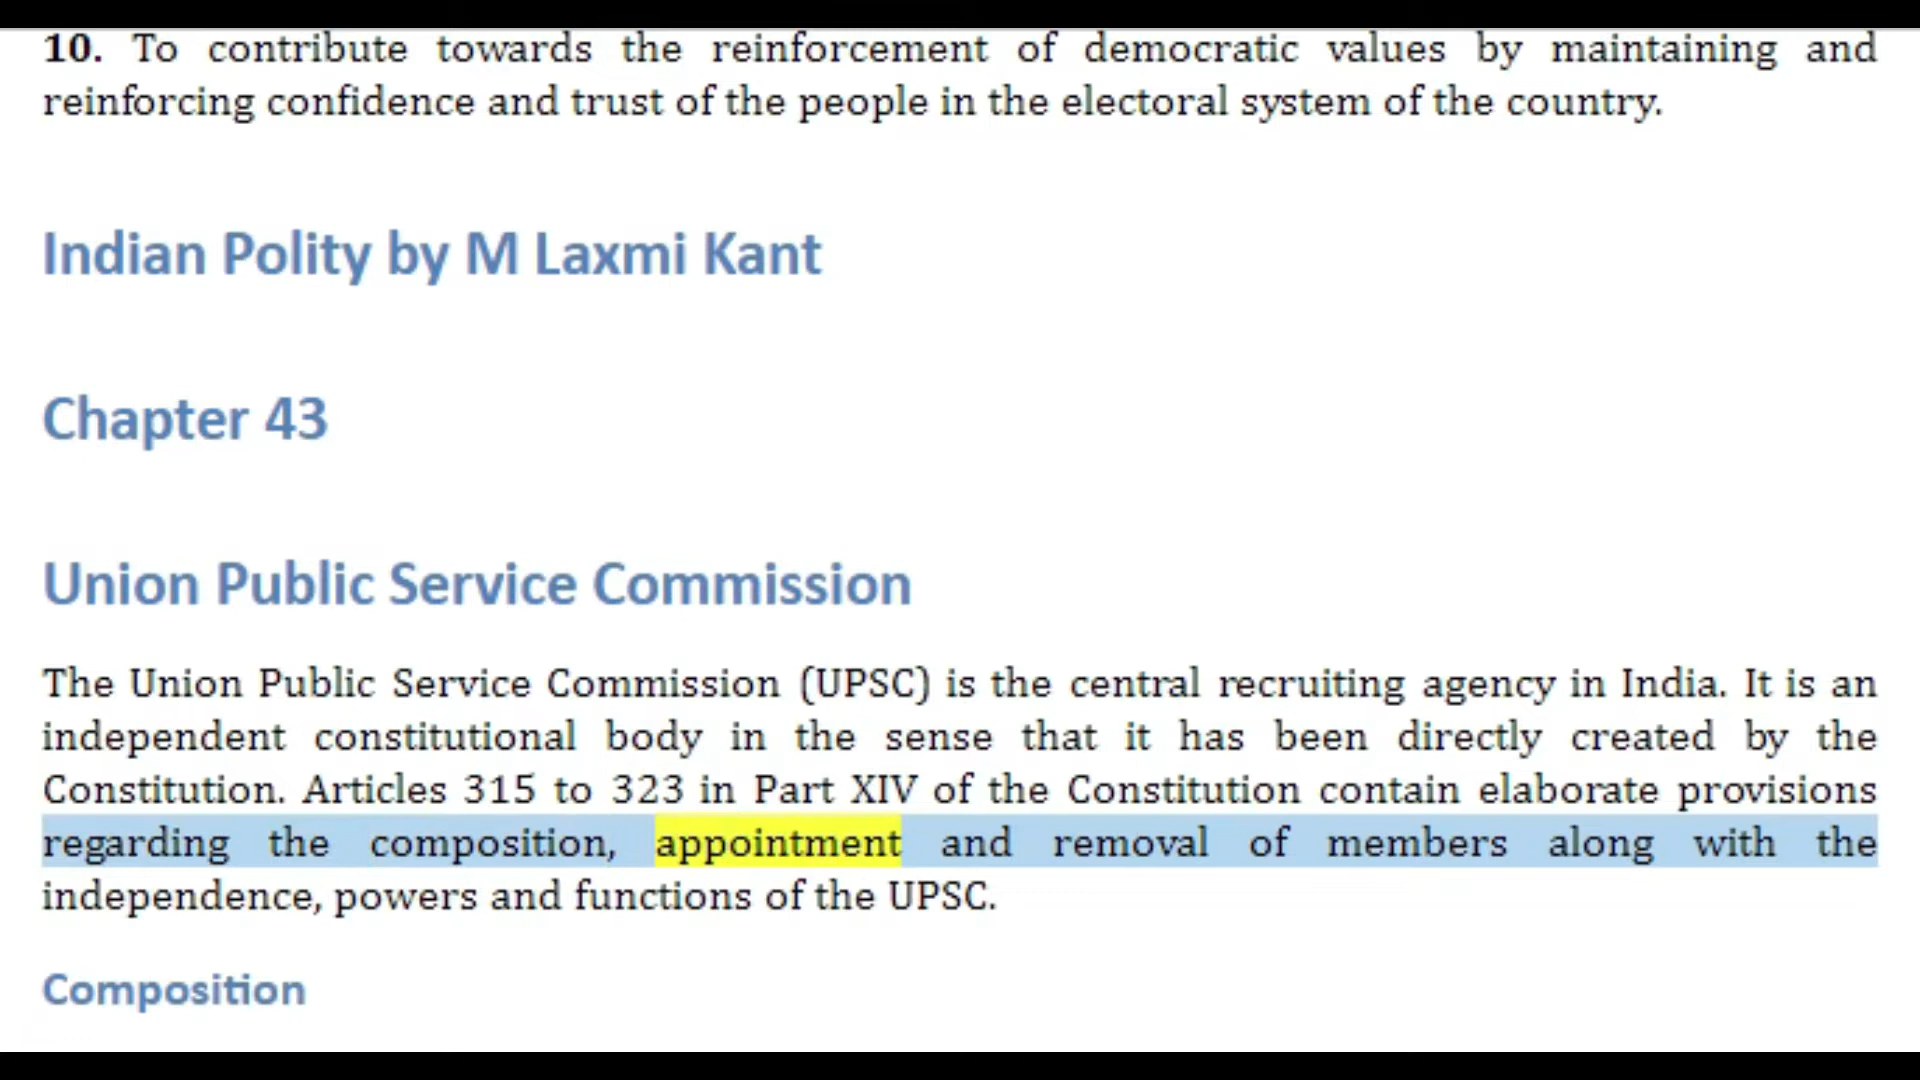 10. To contribute towards the reinforcement of democratic values by maintaining and
reinforcing confidence and trust of the people in the electoral system of the country.
Indian Polity by M Laxmi Kant
Chapter 43
Union Public Service Commission
The Union Public Service Commission (UPSC) is the central recruiting agency in India. It is an
independent constitutional body in the sense that it has been directly created by the
Constitution. Articles 315 to 323 in Part XIV of the Constitution contain elaborate provisions
regarding the composition, appointment and removal of members along with the
independence, powers and functions of the UPSC.
Composition